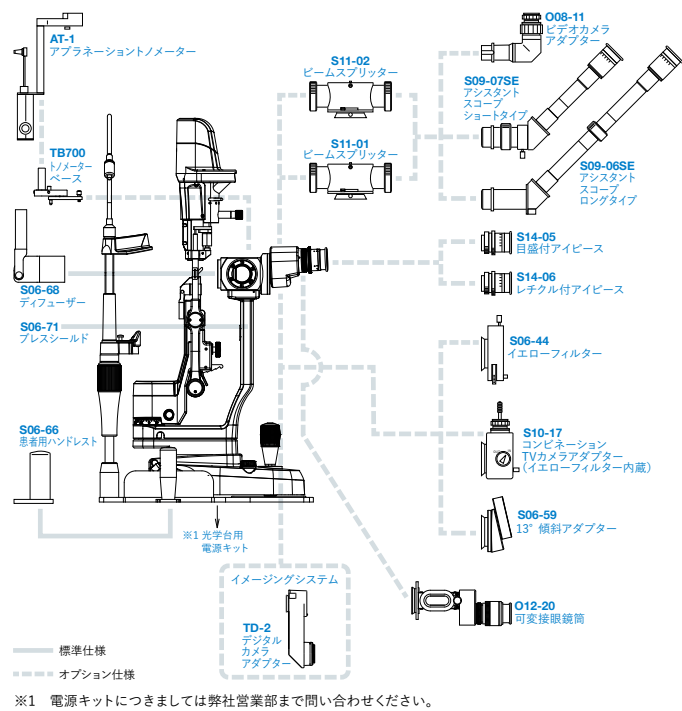 AT-1
アプラネーショントノメーター
TB700
トノメーター
ベース
S06-68
ディフューザー
S06-71
ブレスシールド
S06-66
患者用ハンドレスト
S11-02
ビームスプリッター
S11-01
ビームスプリッター
O08-11
ビデオカメラ
アダプター
S09-07SE
アシスタント
スコープ
ショートタイプ
S09-06SE
アシスタント
スコープ
ロングタイプ
S14-05
目盛付アイピース
S14-06
レチクル付アイピース
S06-44
イエローフィルター
S10-17
コンビネーション
TVカメラアダプター
（イエローフィルター内蔵）
S06-59
13°傾斜アダプター
O12-20
可変接眼鏡筒
※1 光学台用
電源キット
イメージングシステム
TD-2
デジタル
カメラ
アダプター
標準仕様
オプション仕様
※1　電源キットにつきましては弊社営業部まで問い合わせください。